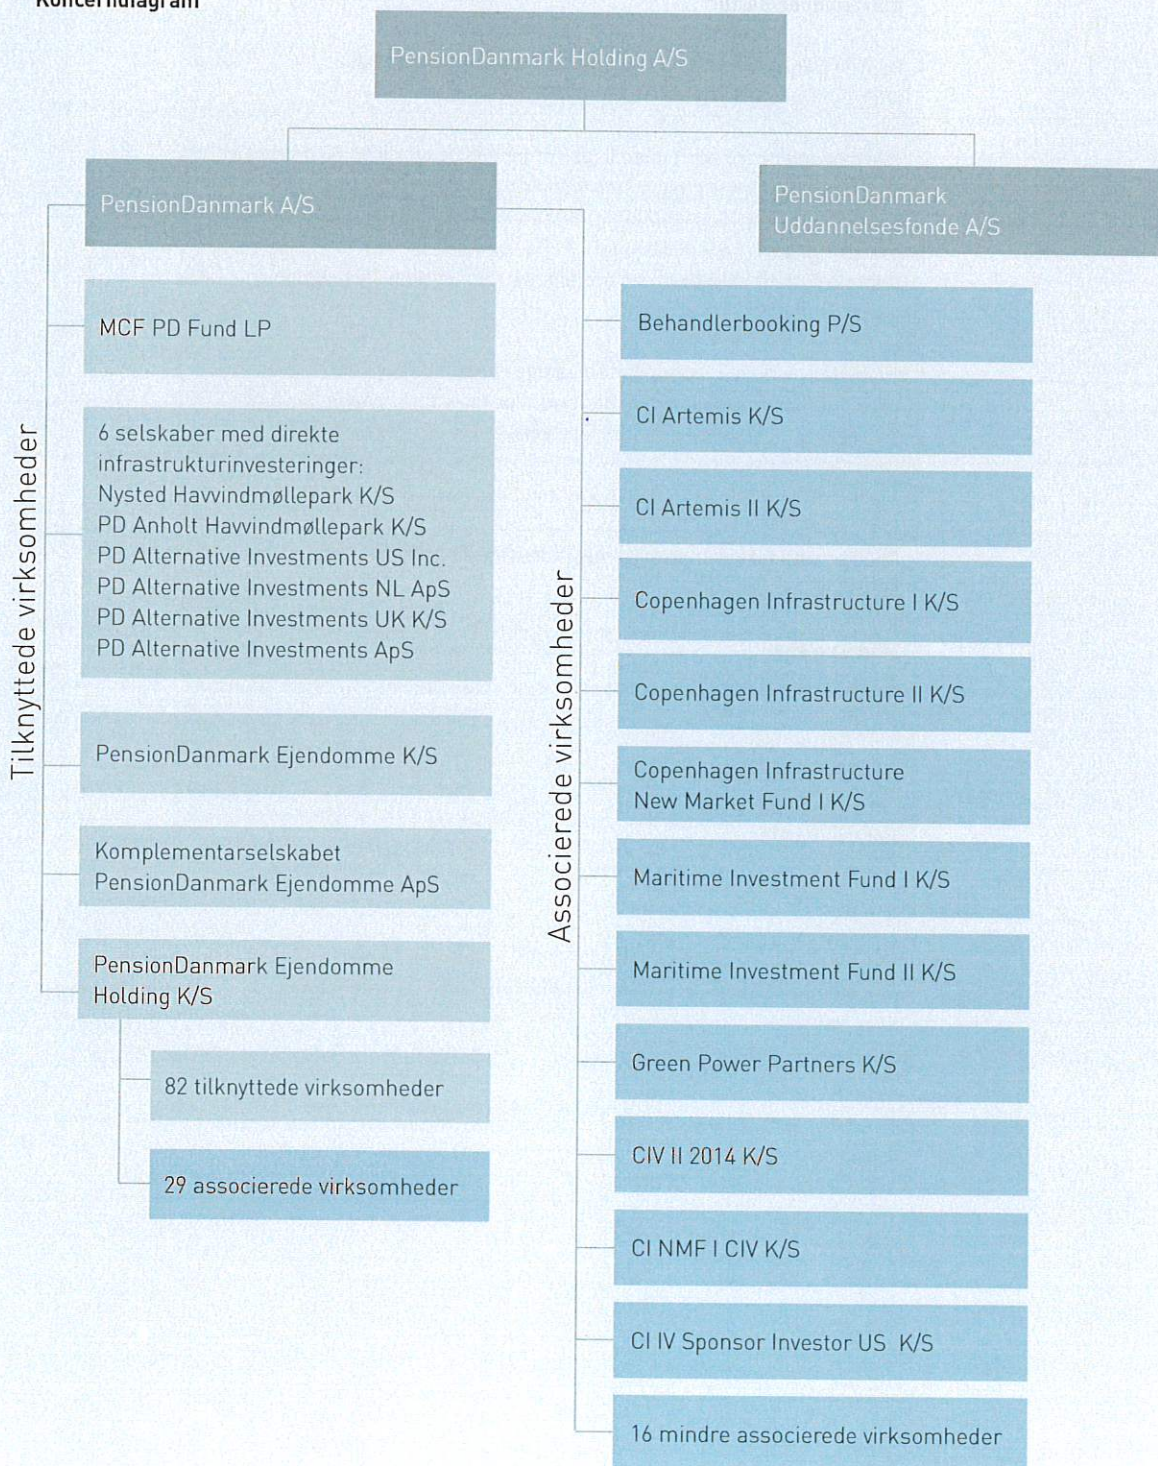 Koncerndiagram
PensionDanmark Holding A/S
PensionDanmark A/S
PensionDanmark
Uddannelsesfonde A/S
Tilknyttede virksomheder
MCF PD Fund LP
6 selskaber med direkte
infrastrukturinvesteringer:
Nysted Havvindmøllepark K/S
PD Anholt Havvindmøllepark K/S
PD Alternative Investments US Inc.
PD Alternative Investments NL ApS
PD Alternative Investments UK K/S
PD Alternative Investments ApS
PensionDanmark Ejendomme K/S
Komplementarselskabet
PensionDanmark Ejendomme ApS
PensionDanmark Ejendomme
Holding K/S
82 tilknyttede virksomheder
29 associerede virksomheder
Associerede virksomheder
Behandlerbooking P/S
CI Artemis K/S
CI Artemis II K/S
Copenhagen Infrastructure I K/S
Copenhagen Infrastructure II K/S
Copenhagen Infrastructure
New Market Fund I K/S
Maritime Investment Fund I K/S
Maritime Investment Fund II K/S
Green Power Partners K/S
CIV II 2014 K/S
CI NMF I CIV K/S
CI IV Sponsor Investor US K/S
16 mindre associerede virksomheder